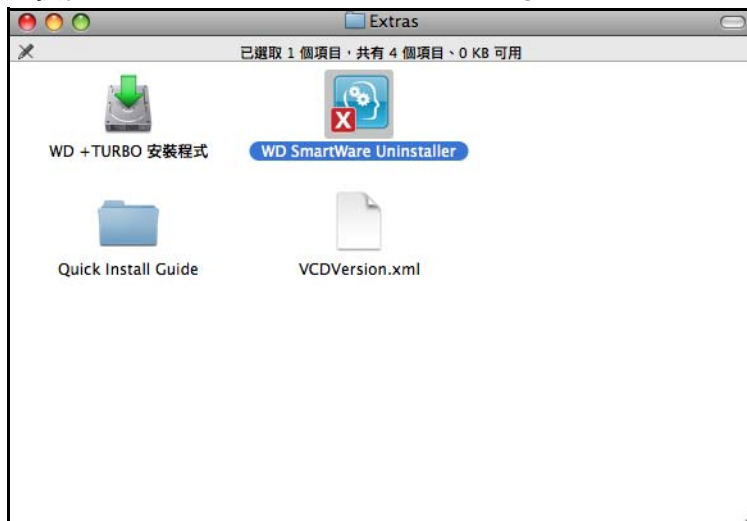 Extras
已選取 1 個項目，共有 4 個項目、0 KB 可用
WD +TURBO 安裝程式
WD SmartWare Uninstaller
Quick Install Guide
VCDVersion.xml